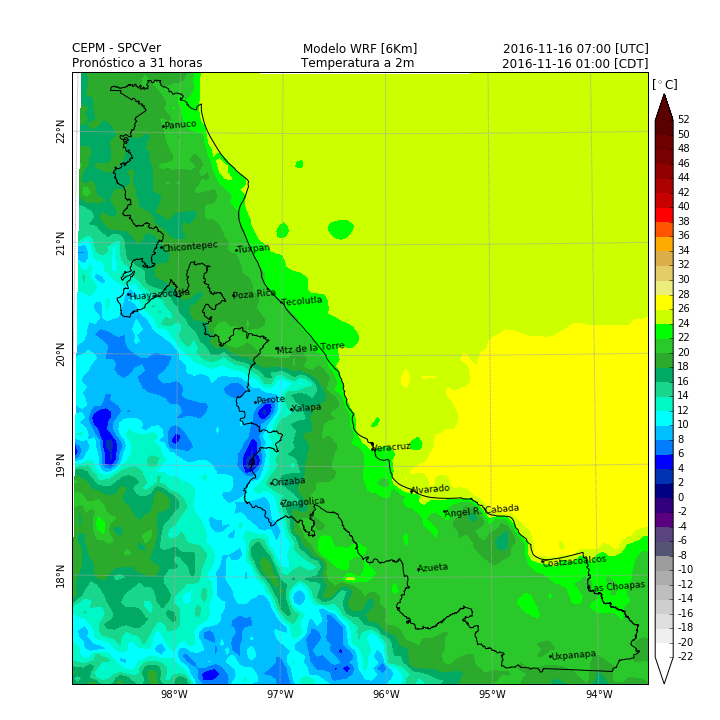 CEPM - SPCVer Modelo WRF [6Km] 2016-11-16 07:00 [UTC]
Pronóstico a 31 horas Temperatura a 2m 2016-11-16 01:00 [CDT]
[°C]
52
50
48
46
44
42
40
38
36
34
32
30
28
26
24
22
20
18
16
14
12
10
8
6
4
2
0
-2
-4
-6
-8
-10
-12
-14
-16
-18
-20
-22
22°N
21°N
20°N
19°N
18°N
Panuco
Chicontepec
Tuxpan
Huayacocotla
Poza Rica
Tecolutla
Mtz de la Torre
Perote
Xalapa
Veracruz
Orizaba
Alvarado
Zongolica
Angel R. Cabada
Azueta
Coatzacoalcos
Las Choapas
Uxpanapa
98°W 97°W 96°W 95°W 94°W